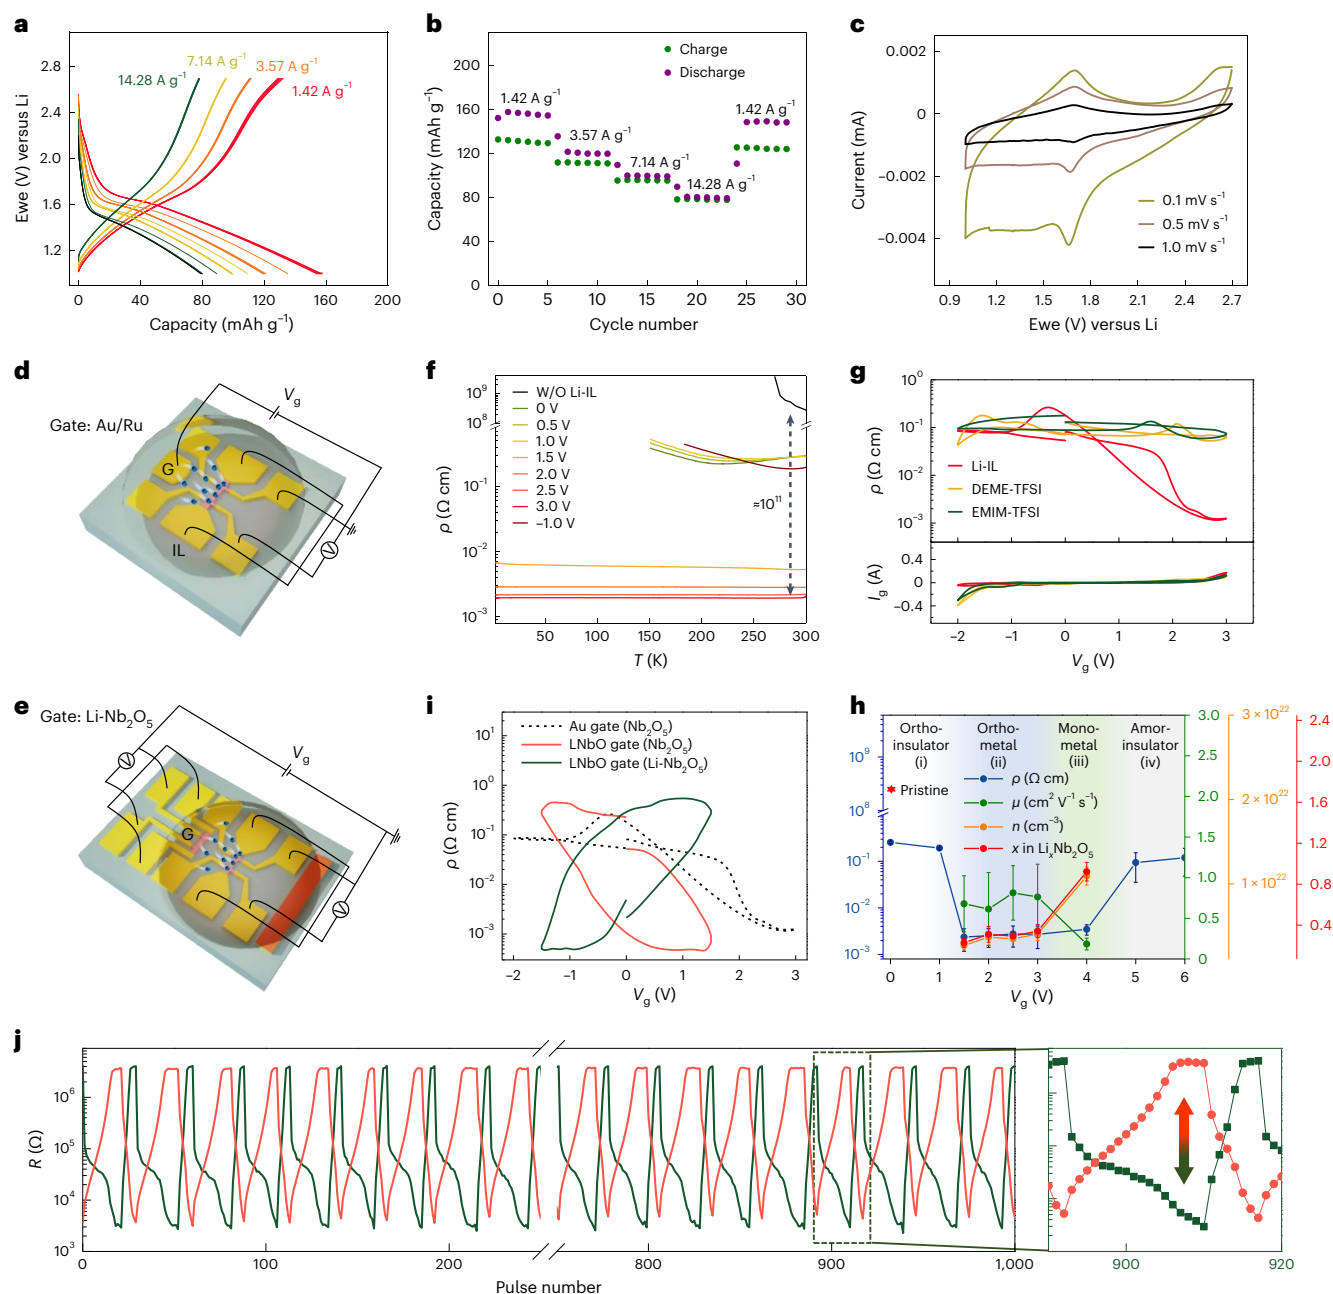 a
2.8
2.4
2.0
1.6
1.2
Ewe (V) versus Li
14.28 A g⁻¹
7.14 A g⁻¹
3.57 A g⁻¹
1.42 A g⁻¹
0 40 80 120 160 200
Capacity (mAh g⁻¹)
b
200
160
120
80
40
0
Capacity (mAh g⁻¹)
Charge
Discharge
1.42 A g⁻¹
3.57 A g⁻¹
7.14 A g⁻¹
14.28 A g⁻¹
1.42 A g⁻¹
0 5 10 15 20 25 30
Cycle number
c
0.002
0
−0.002
−0.004
Current (mA)
0.1 mV s⁻¹
0.5 mV s⁻¹
1.0 mV s⁻¹
0.9 1.2 1.5 1.8 2.1 2.4 2.7
Ewe (V) versus Li
d
Vg
Gate: Au/Ru
G
IL
V
f
10⁹
10⁸
10⁻¹
10⁻²
10⁻³
ρ (Ω cm)
W/O Li-IL
0 V
0.5 V
1.0 V
1.5 V
2.0 V
2.5 V
3.0 V
−1.0 V
≈10¹¹
50 100 150 200 250 300
T (K)
g
10⁰
10⁻¹
10⁻²
10⁻³
ρ (Ω cm)
Li-IL
DEME-TFSI
EMIM-TFSI
0.4
0
−0.4
Ig (A)
−2 −1 0 1 2 3
Vg (V)
e
Gate: Li-Nb₂O₅
Vg
V
G
V
i
10¹
10⁰
10⁻¹
10⁻²
10⁻³
ρ (Ω cm)
Au gate (Nb₂O₅)
LNbO gate (Nb₂O₅)
LNbO gate (Li-Nb₂O₅)
−2 −1 0 1 2 3
Vg (V)
h
10⁹
10⁸
10⁻¹
10⁻²
10⁻³
Ortho-
insulator
(i)
Ortho-
metal
(ii)
Mono-
metal
(iii)
Amor-
insulator
(iv)
Pristine
ρ (Ω cm)
μ (cm² V⁻¹ s⁻¹)
n (cm⁻³)
x in LiₓNb₂O₅
0 1 2 3 4 5 6
Vg (V)
3.0
2.5
2.0
1.5
1.0
0.5
0
3 × 10²²
2 × 10²²
1 × 10²²
2.4
2.0
1.6
1.2
0.8
0.4
j
10⁶
10⁵
10⁴
10³
R (Ω)
0 100 200 800 900 1,000
Pulse number
900 920